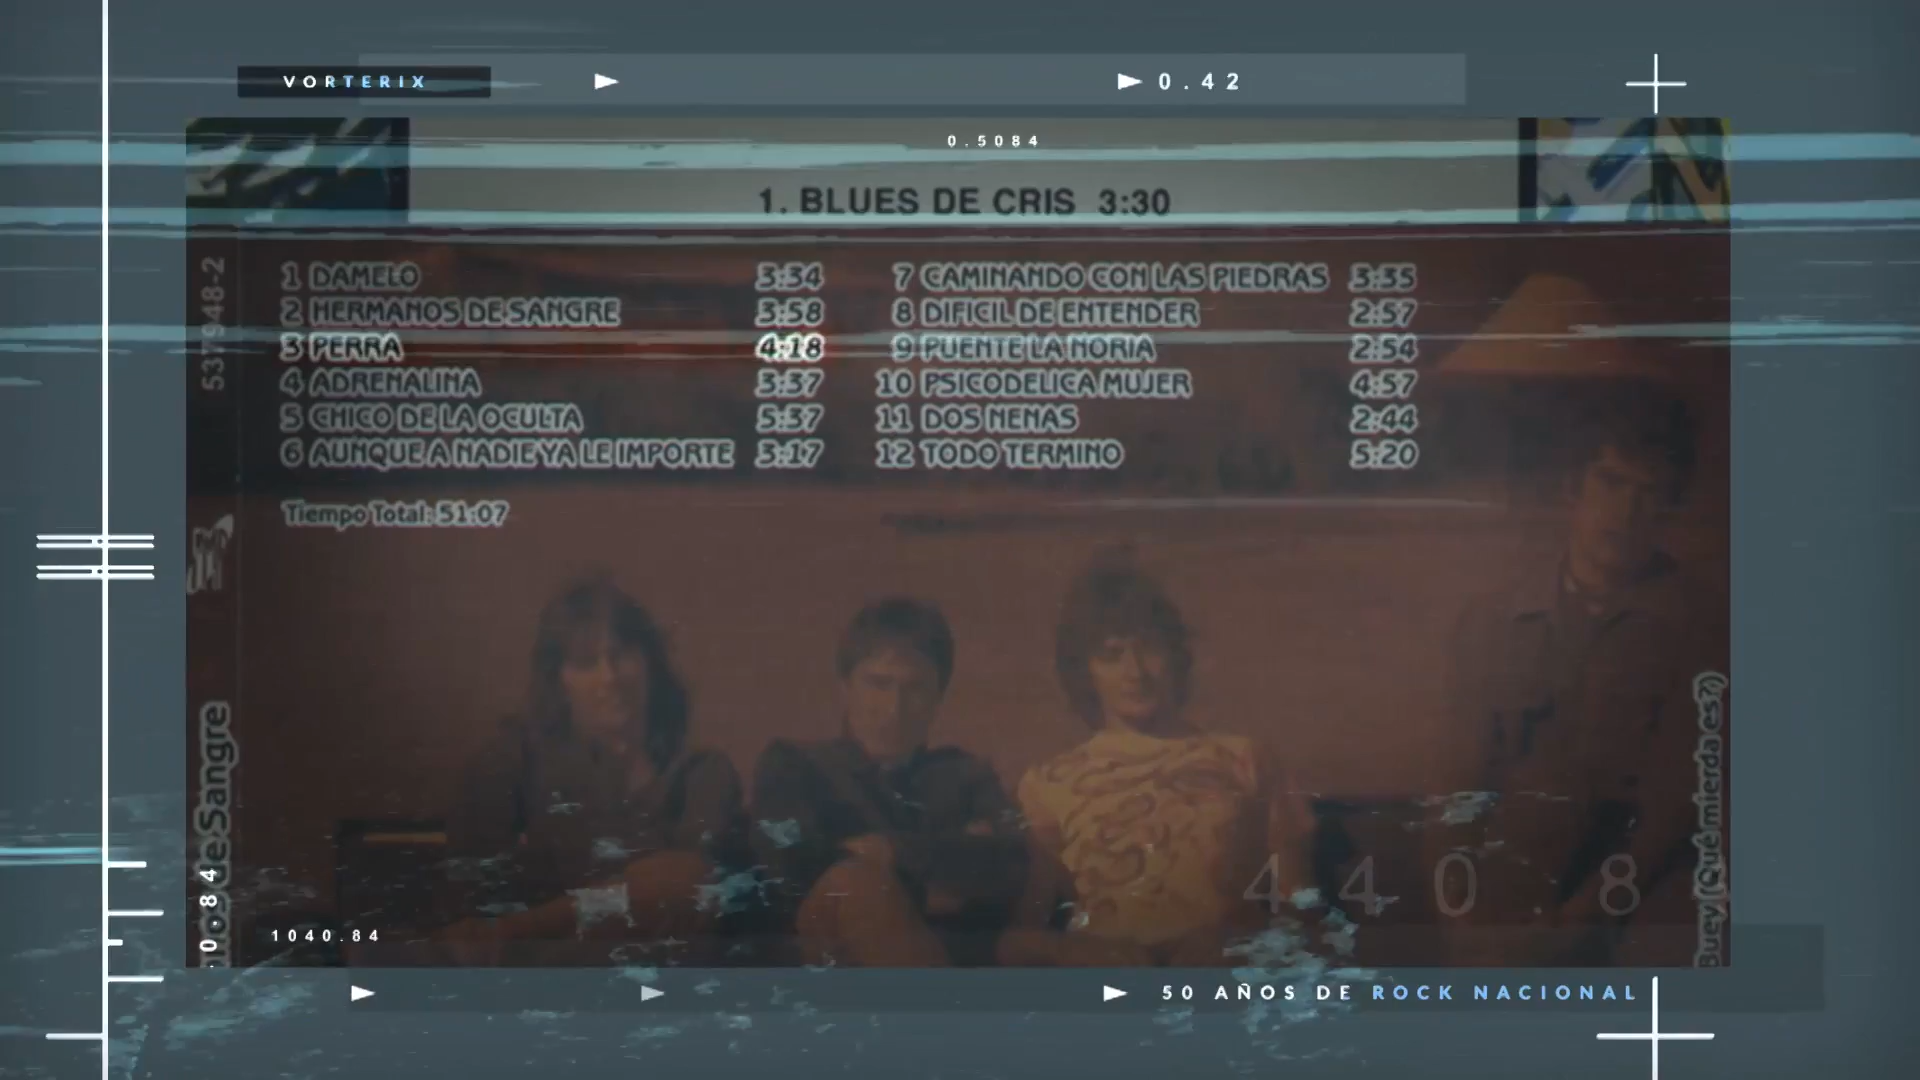 VORTERIX
0.42
0.5084
1. BLUES DE CRIS 3:30
537948-2
1 DAMELO 3:34
2 HERMANOS DE SANGRE 3:58
3 PERRA 4:18
4 ADRENALINA 3:37
5 CHICO DE LA OCULTA 5:37
6 AUNQUE A NADIE YA LE IMPORTE 3:17
7 CAMINANDO CON LAS PIEDRAS 3:35
8 DIFICIL DE ENTENDER 2:57
9 PUENTE LA NORIA 2:54
10 PSICODELICA MUJER 4:57
11 DOS NENAS 2:44
12 TODO TERMINO 5:20
Tiempo Total: 51:07
de Sangre
Buey (Qué mierda es?)
440.8
1040.84
50 AÑOS DE ROCK NACIONAL